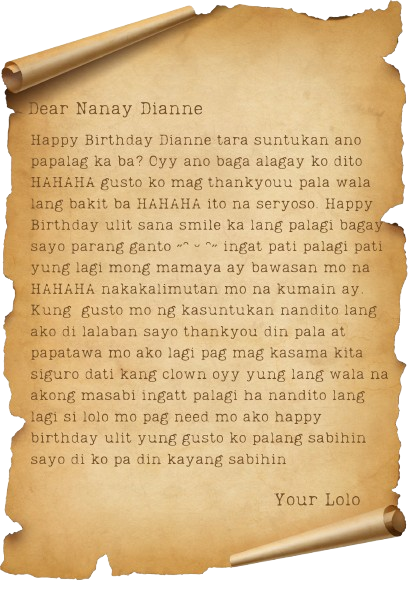 Dear Nanay Dianne
Happy Birthday Dianne tara suntukan ano
papalag ka ba? Oyy ano baga alagay ko dito
HAHAHA gusto ko mag thankyouu pala wala
lang bakit ba HAHAHA ito na seryoso. Happy
Birthday ulit sana smile ka lang palagi bagay
sayo parang ganto ~ᵔ ᴗ ᵔ~ ingat pati palagi pati
yung lagi mong mamaya ay bawasan mo na
HAHAHA nakakalimutan mo na kumain ay.
Kung gusto mo ng kasuntukan nandito lang
ako di lalaban sayo thankyou din pala at
papatawa mo ako lagi pag mag kasama kita
siguro dati kang clown oyy yung lang wala na
akong masabi ingatt palagi ha nandito lang
lagi si lolo mo pag need mo ako happy
birthday ulit yung gusto ko palang sabihin
sayo di ko pa din kayang sabihin
Your Lolo